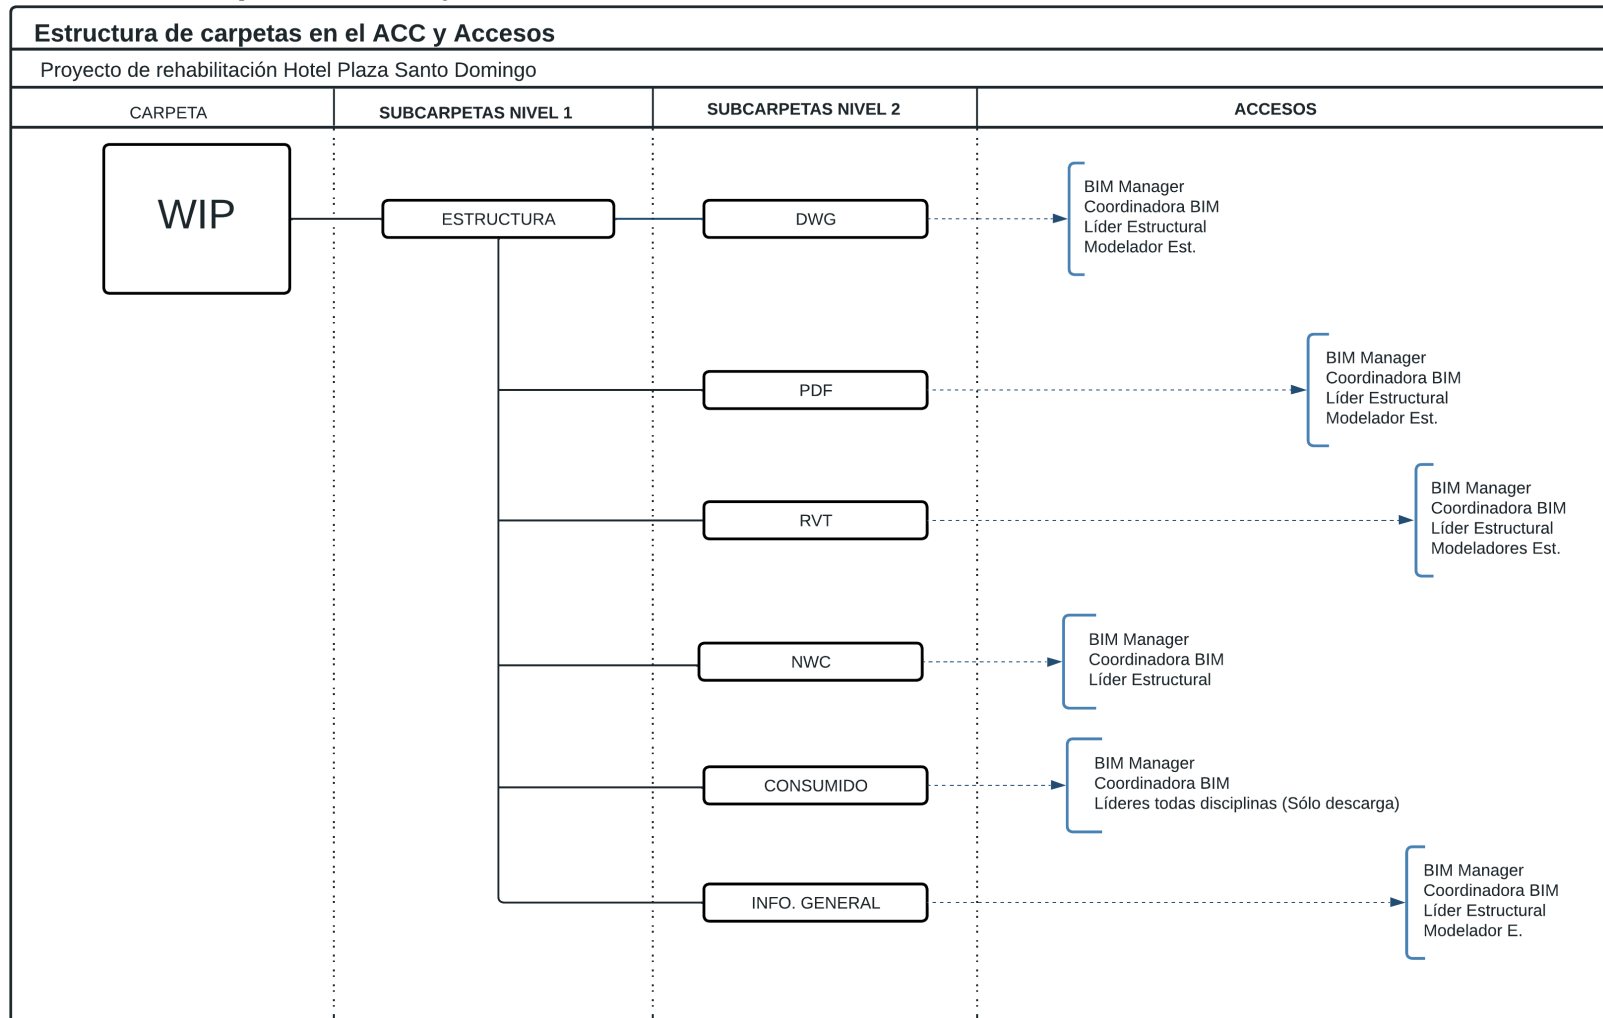 Estructura de carpetas en el ACC y Accesos
Proyecto de rehabilitación Hotel Plaza Santo Domingo
CARPETA
SUBCARPETAS NIVEL 1
SUBCARPETAS NIVEL 2
ACCESOS
WIP
ESTRUCTURA
DWG
BIM Manager
Coordinadora BIM
Líder Estructural
Modelador Est.
PDF
BIM Manager
Coordinadora BIM
Líder Estructural
Modelador Est.
RVT
BIM Manager
Coordinadora BIM
Líder Estructural
Modeladores Est.
NWC
BIM Manager
Coordinadora BIM
Líder Estructural
CONSUMIDO
BIM Manager
Coordinadora BIM
Líderes todas disciplinas (Sólo descarga)
INFO. GENERAL
BIM Manager
Coordinadora BIM
Líder Estructural
Modelador E.